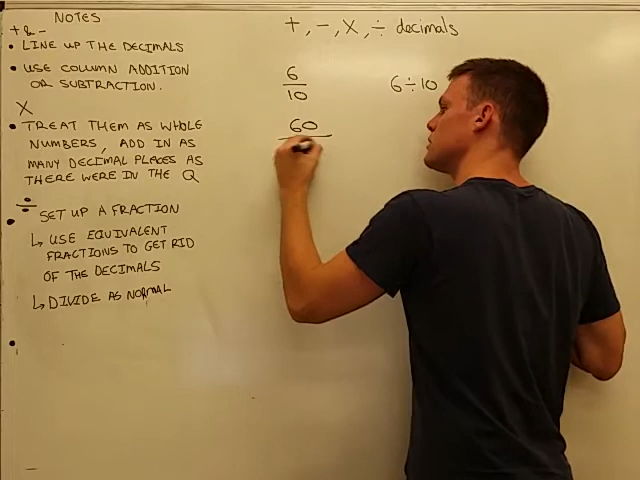 NOTES
+ & -
• LINE UP THE DECIMALS
• USE COLUMN ADDITION
OR SUBTRACTION.
X
• TREAT THEM AS WHOLE
NUMBERS, ADD IN AS
MANY DECIMAL PLACES AS
THERE WERE IN THE Q
÷
• SET UP A FRACTION
↳ USE EQUIVALENT
FRACTIONS TO GET RID
OF THE DECIMALS
↳ DIVIDE AS NORMAL
•
+, -, X, ÷ decimals
6
10
6÷10
60